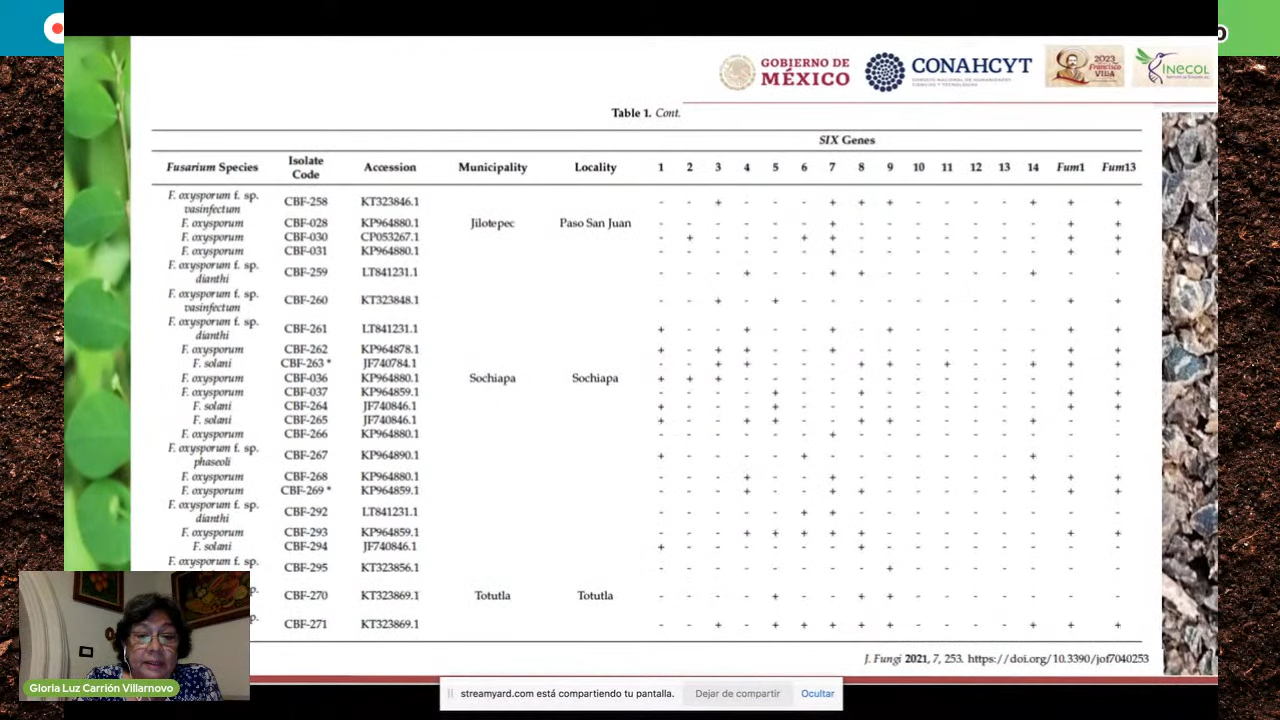 GOBIERNO DE
MÉXICO
CONAHCYT
2023
Francisco
VILLA
INECOL
Table 1. Cont.
SIX Genes
Fusarium Species Isolate Code Accession Municipality Locality 1 2 3 4 5 6 7 8 9 10 11 12 13 14 Fum1 Fum13
F. oxysporum f. sp. vasinfectum CBF-258 KT323846.1 - - + - - - + + + - - - - + + +
F. oxysporum CBF-028 KP964880.1 Jilotepec Paso San Juan - - - - - - + - - - - - - - + +
F. oxysporum CBF-030 CP053267.1 - + - - - + + - - - - - - - + +
F. oxysporum CBF-031 KP964880.1 - - - - - - + - - - - - - - + +
F. oxysporum f. sp. dianthi CBF-259 LT841231.1 - - - + - - + + - - - - - + - -
F. oxysporum f. sp. vasinfectum CBF-260 KT323848.1 - - + - + - - - - - - - - - + +
F. oxysporum f. sp. dianthi CBF-261 LT841231.1 + - - + - - + - + - - - - - + +
F. oxysporum CBF-262 KP964878.1 + - + + - - + - - - - - - - + +
F. solani CBF-263 * JF740784.1 - - + + - - - + + - + - - + + +
F. oxysporum CBF-036 KP964880.1 Sochiapa Sochiapa + + + - - - - - - - - - - - + +
F. oxysporum CBF-037 KP964859.1 - - - - + - - + - - - - - - + +
F. solani CBF-264 JF740846.1 + - - - + - - - - - - - - - + +
F. solani CBF-265 JF740846.1 + - - + + - - + + - - - - + - -
F. oxysporum CBF-266 KP964880.1 - - - - - - + - - - - - - - - -
F. oxysporum f. sp. phaseoli CBF-267 KP964890.1 + - - - - + - - - - - - - + - -
F. oxysporum CBF-268 KP964880.1 - - - + - - + - - - - - - + + +
F. oxysporum CBF-269 * KP964859.1 - - - + - - + + - - - - - - + +
F. oxysporum f. sp. dianthi CBF-292 LT841231.1 - - - - - + + - - - - - - - - -
F. oxysporum CBF-293 KP964859.1 - - - + + + + + - - - - - - + +
F. solani CBF-294 JF740846.1 + - - - - - - + - - - - - - - -
F. oxysporum f. sp. CBF-295 KT323856.1 - - - - - - - - + - - - - - - -
p. CBF-270 KT323869.1 Totutla Totutla - - - - + - - + + - - - - - - -
p. CBF-271 KT323869.1 - - + - + + + + + - - - - + + +
J. Fungi 2021, 7, 253. https://doi.org/10.3390/jof7040253
Gloria Luz Carrión Villarnovo
streamyard.com está compartiendo tu pantalla. Dejar de compartir Ocultar